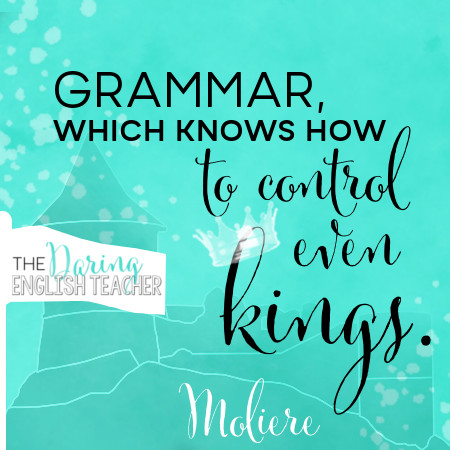 GRAMMAR,
WHICH KNOWS HOW
to control
even
kings.
THE Daring
ENGLISH TEACHER
Moliere